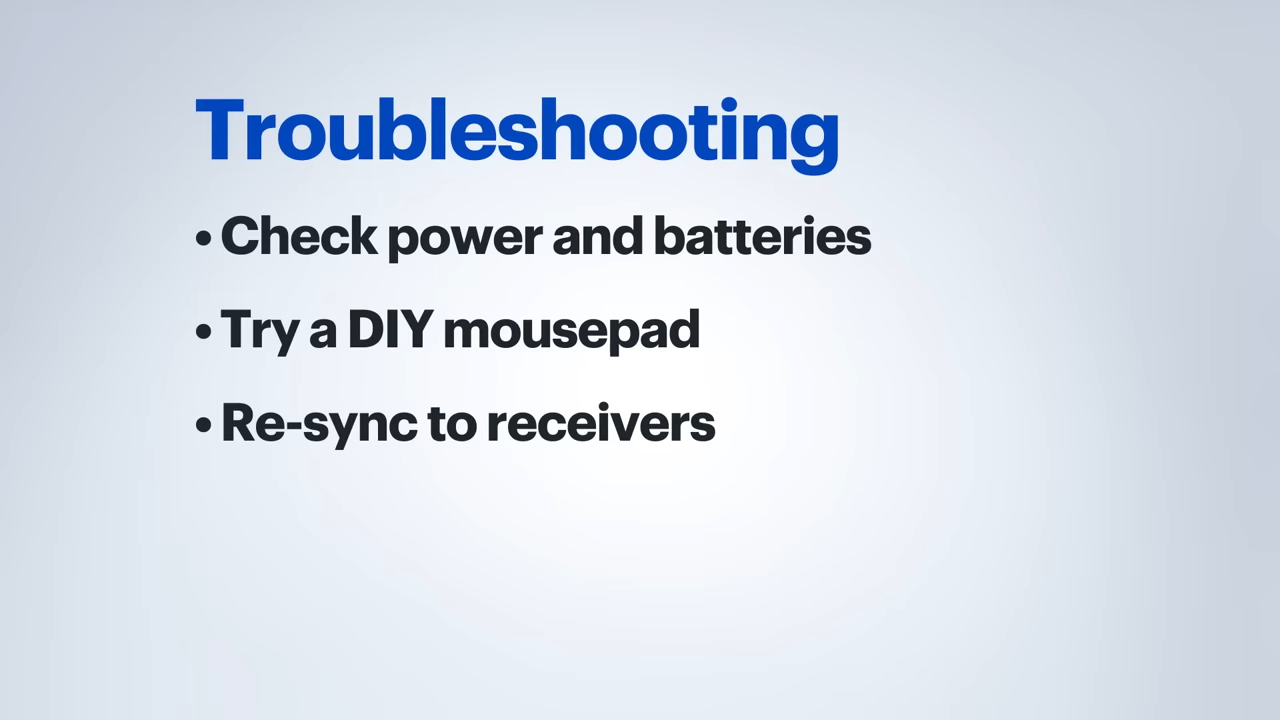 Troubleshooting
• Check power and batteries
• Try a DIY mousepad
• Re-sync to receivers